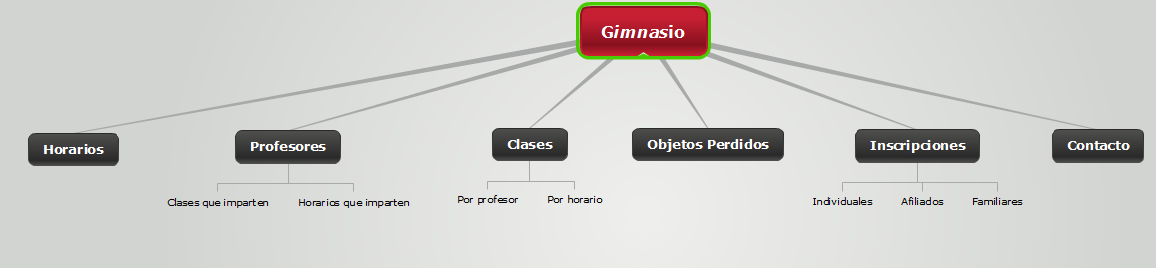 Gimnasio
Horarios
Profesores
Clases
Objetos Perdidos
Inscripciones
Contacto
Clases que imparten
Horarios que imparten
Por profesor
Por horario
Individuales
Afiliados
Familiares